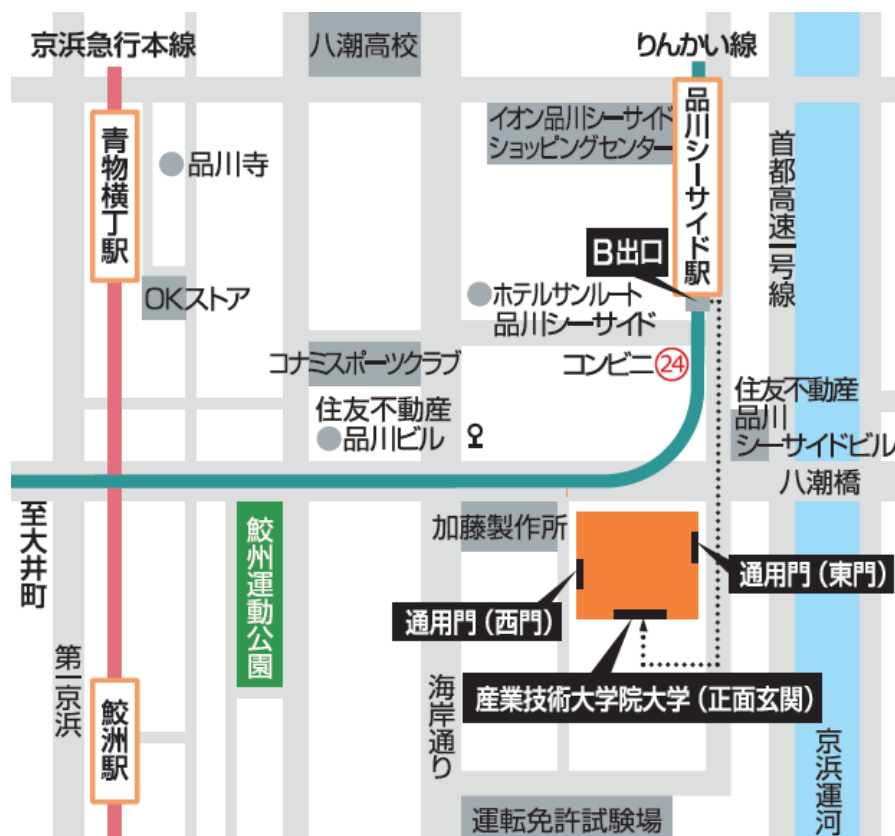 京浜急行本線
八潮高校
りんかい線
青物横丁駅
品川寺
イオン品川シーサイド
ショッピングセンター
品川シーサイド駅
首都高速1号線
B出口
OKストア
ホテルサンルート
品川シーサイド
コナミスポーツクラブ
コンビニ24
住友不動産
品川ビル
住友不動産
品川
シーサイドビル
八潮橋
至大井町
鮫州運動公園
加藤製作所
通用門(東門)
通用門(西門)
産業技術大学院大学(正面玄関)
第一京浜
鮫洲駅
海岸通り
京浜運河
運転免許試験場